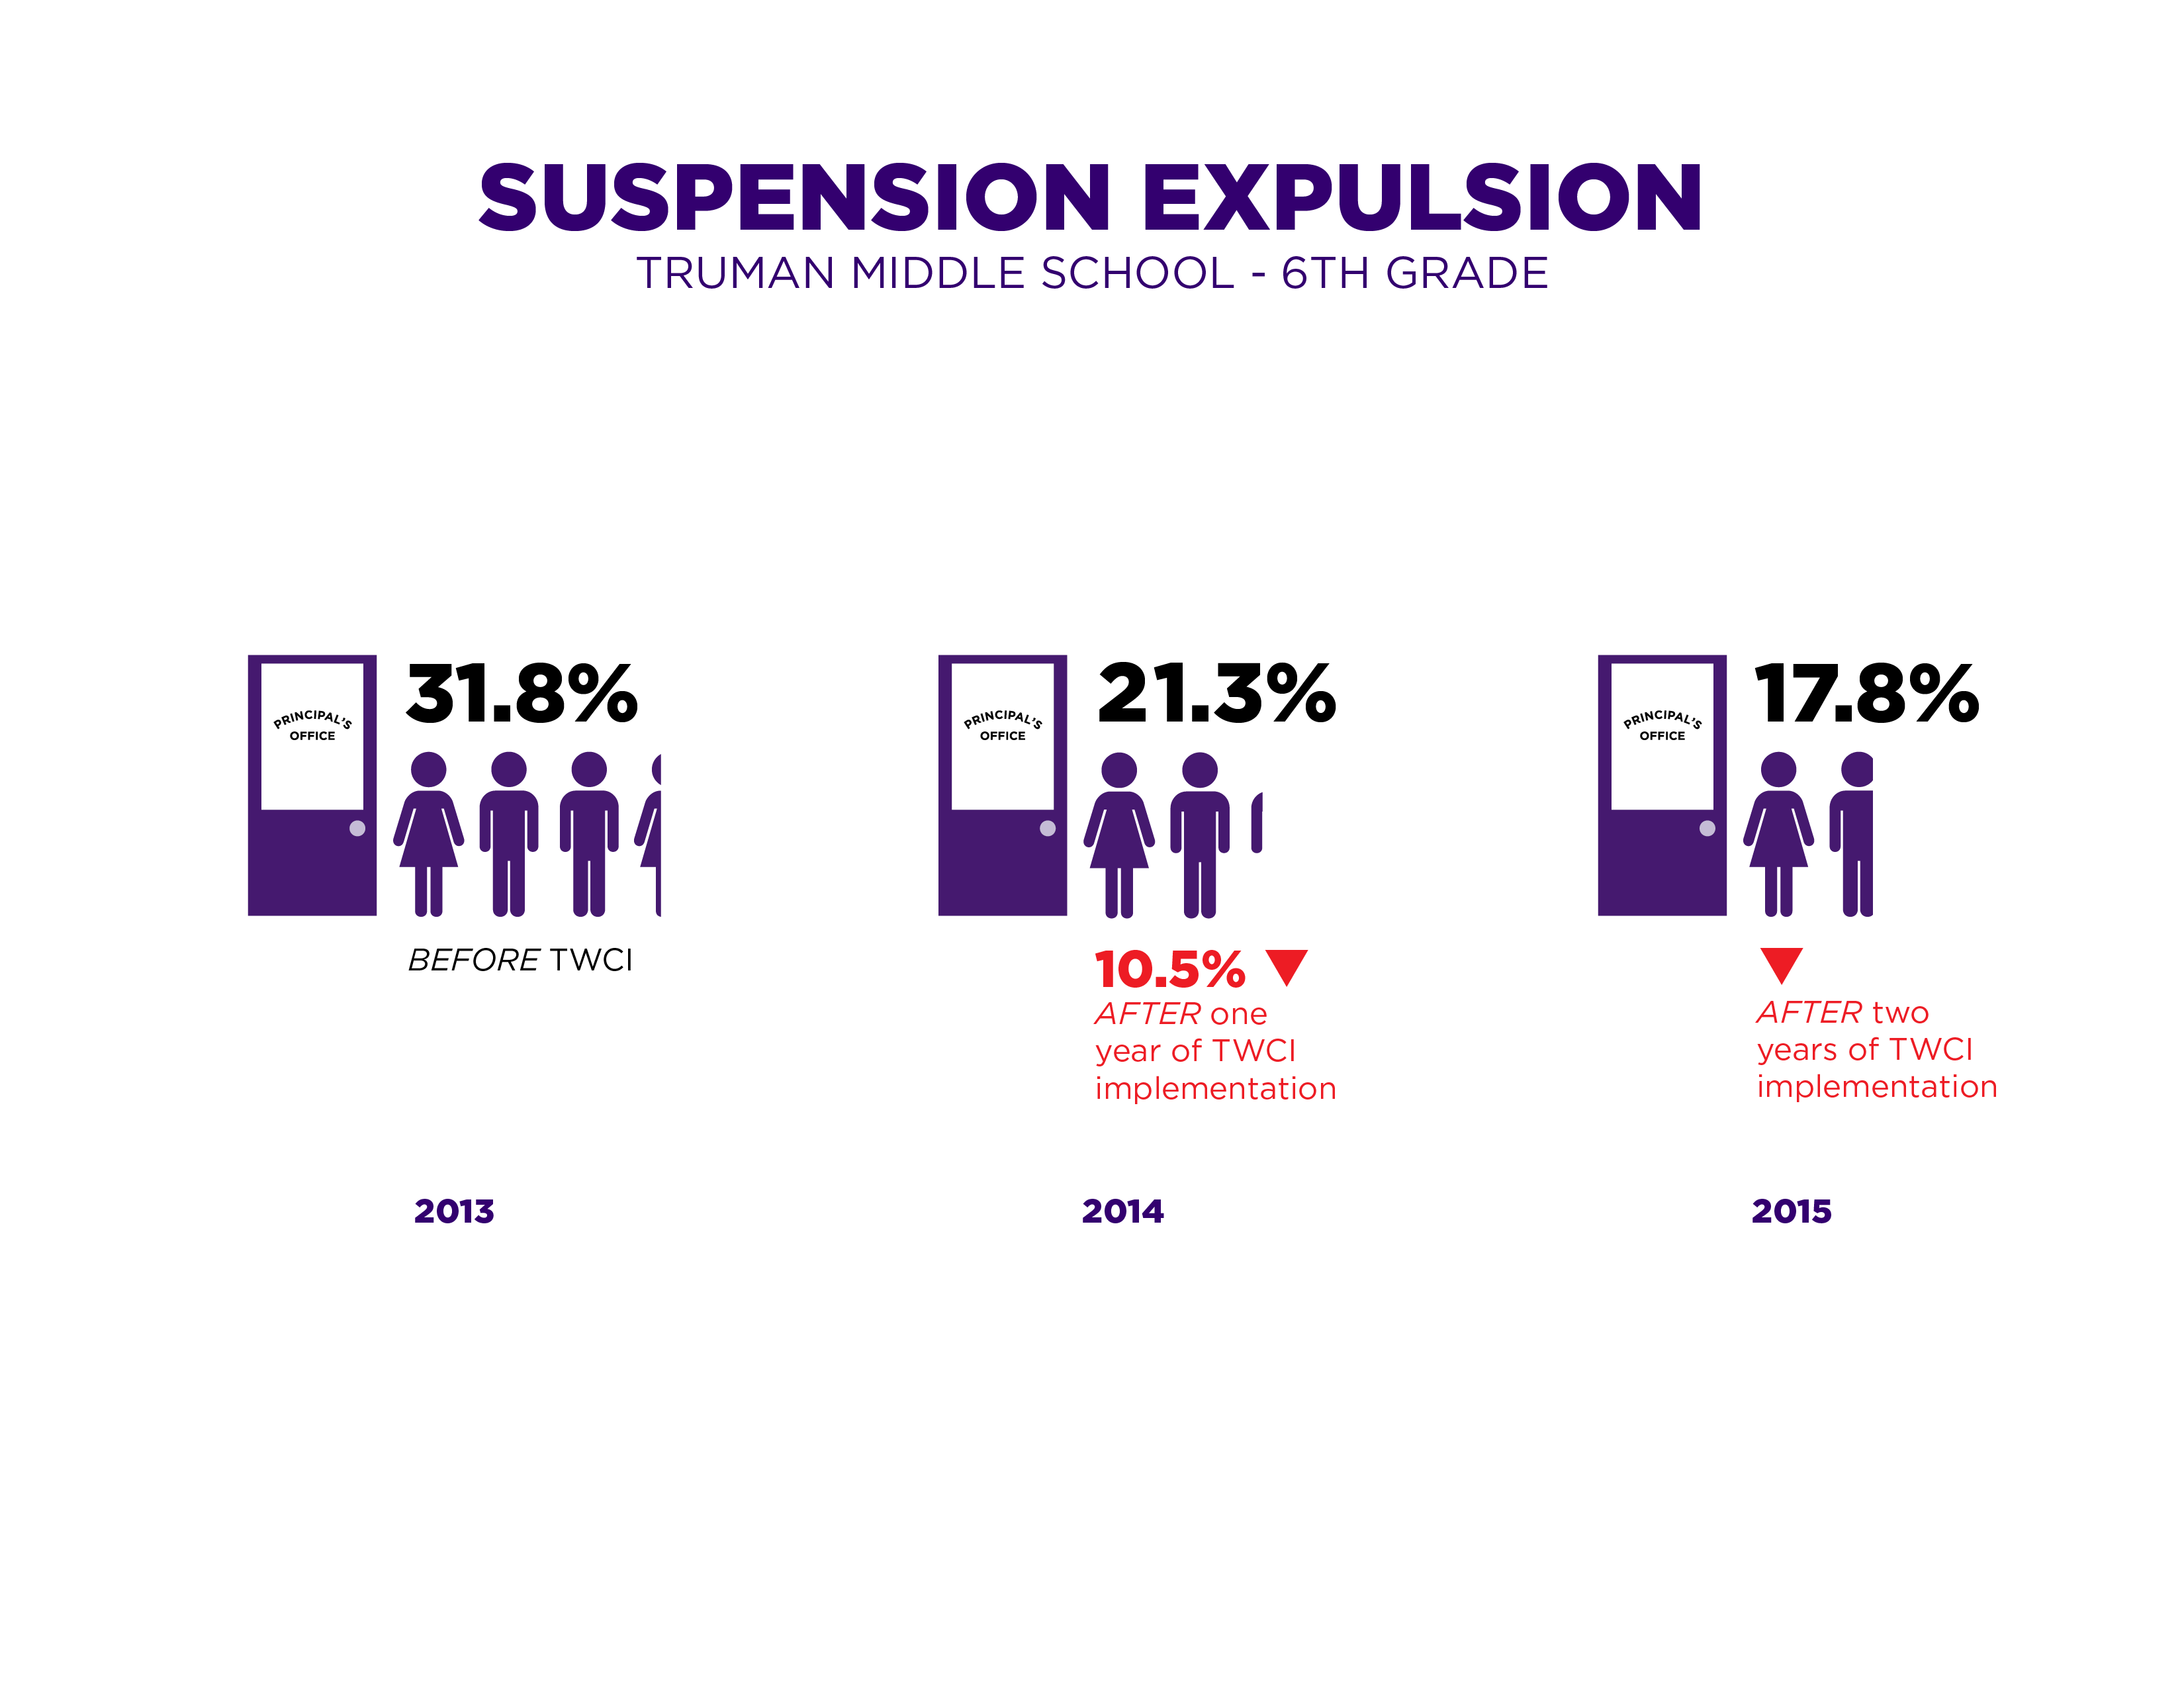 SUSPENSION EXPULSION
TRUMAN MIDDLE SCHOOL - 6TH GRADE
PRINCIPAL'S
OFFICE
31.8%
BEFORE TWCI
2013
PRINCIPAL'S
OFFICE
21.3%
10.5%
AFTER one
year of TWCI
implementation
2014
PRINCIPAL'S
OFFICE
17.8%
AFTER two
years of TWCI
implementation
2015